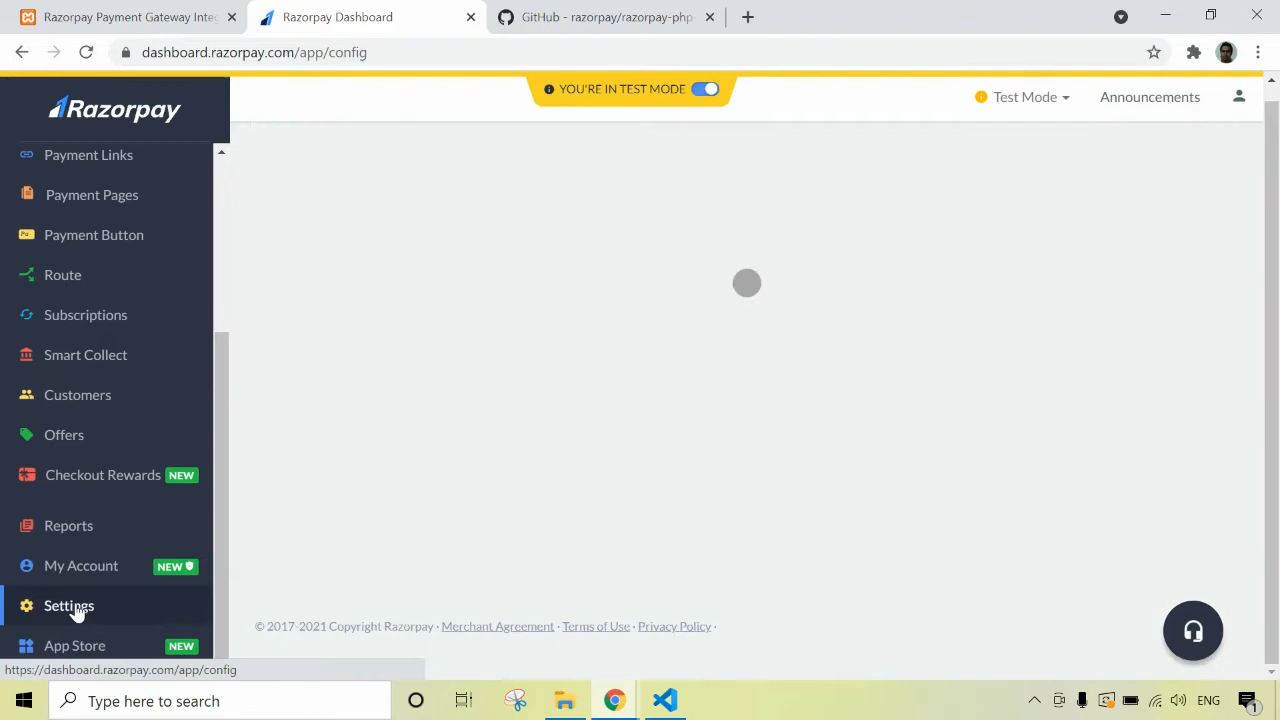 Razorpay Payment Gateway Inte
Razorpay Dashboard
GitHub - razorpay/razorpay-php-
dashboard.razorpay.com/app/config
Razorpay
YOU'RE IN TEST MODE
Test Mode
Announcements
Payment Links
Payment Pages
Payment Button
Route
Subscriptions
Smart Collect
Customers
Offers
Checkout Rewards NEW
Reports
My Account NEW
Settings
App Store NEW
© 2017-2021 Copyright Razorpay · Merchant Agreement · Terms of Use · Privacy Policy ·
https://dashboard.razorpay.com/app/config
Type here to search
ENG
1